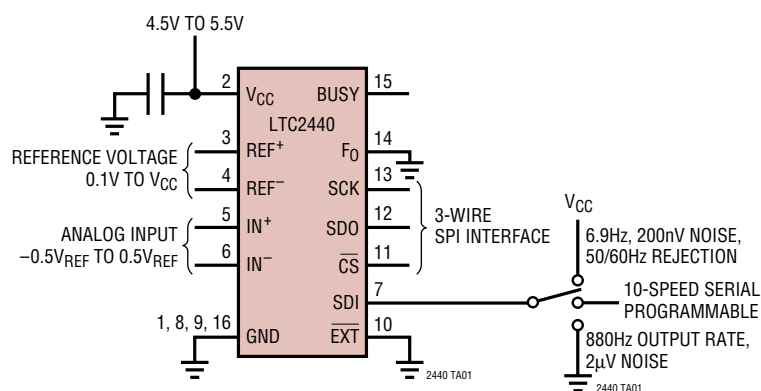 4.5V TO 5.5V
2
VCC
BUSY
15
LTC2440
REFERENCE VOLTAGE
0.1V TO VCC
3
REF+
FO
14
4
REF−
SCK
13
ANALOG INPUT
−0.5VREF TO 0.5VREF
5
IN+
SDO
12
3-WIRE
SPI INTERFACE
6
IN−
CS
11
SDI
7
1, 8, 9, 16
GND
EXT
10
2440 TA01
VCC
6.9Hz, 200nV NOISE,
50/60Hz REJECTION
10-SPEED SERIAL
PROGRAMMABLE
880Hz OUTPUT RATE,
2µV NOISE
2440 TA01